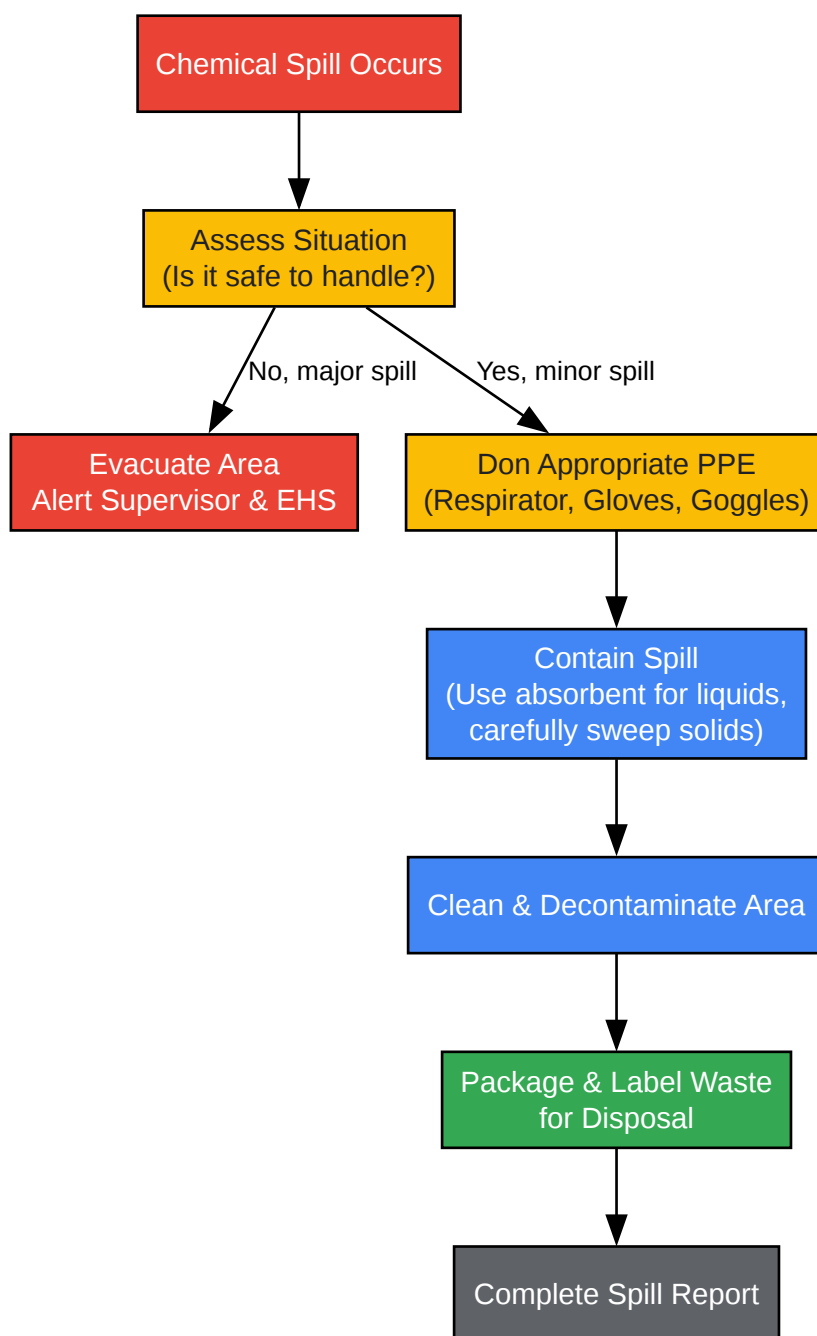 Chemical Spill Occurs
Assess Situation
(Is it safe to handle?)
No, major spill
Yes, minor spill
Evacuate Area
Alert Supervisor & EHS
Don Appropriate PPE
(Respirator, Gloves, Goggles)
Contain Spill
(Use absorbent for liquids,
carefully sweep solids)
Clean & Decontaminate Area
Package & Label Waste
for Disposal
Complete Spill Report